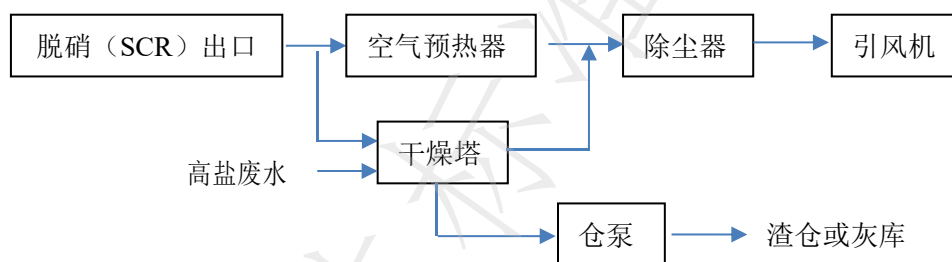 脱硝（SCR）出口
空气预热器
除尘器
引风机
干燥塔
高盐废水
仓泵
渣仓或灰库